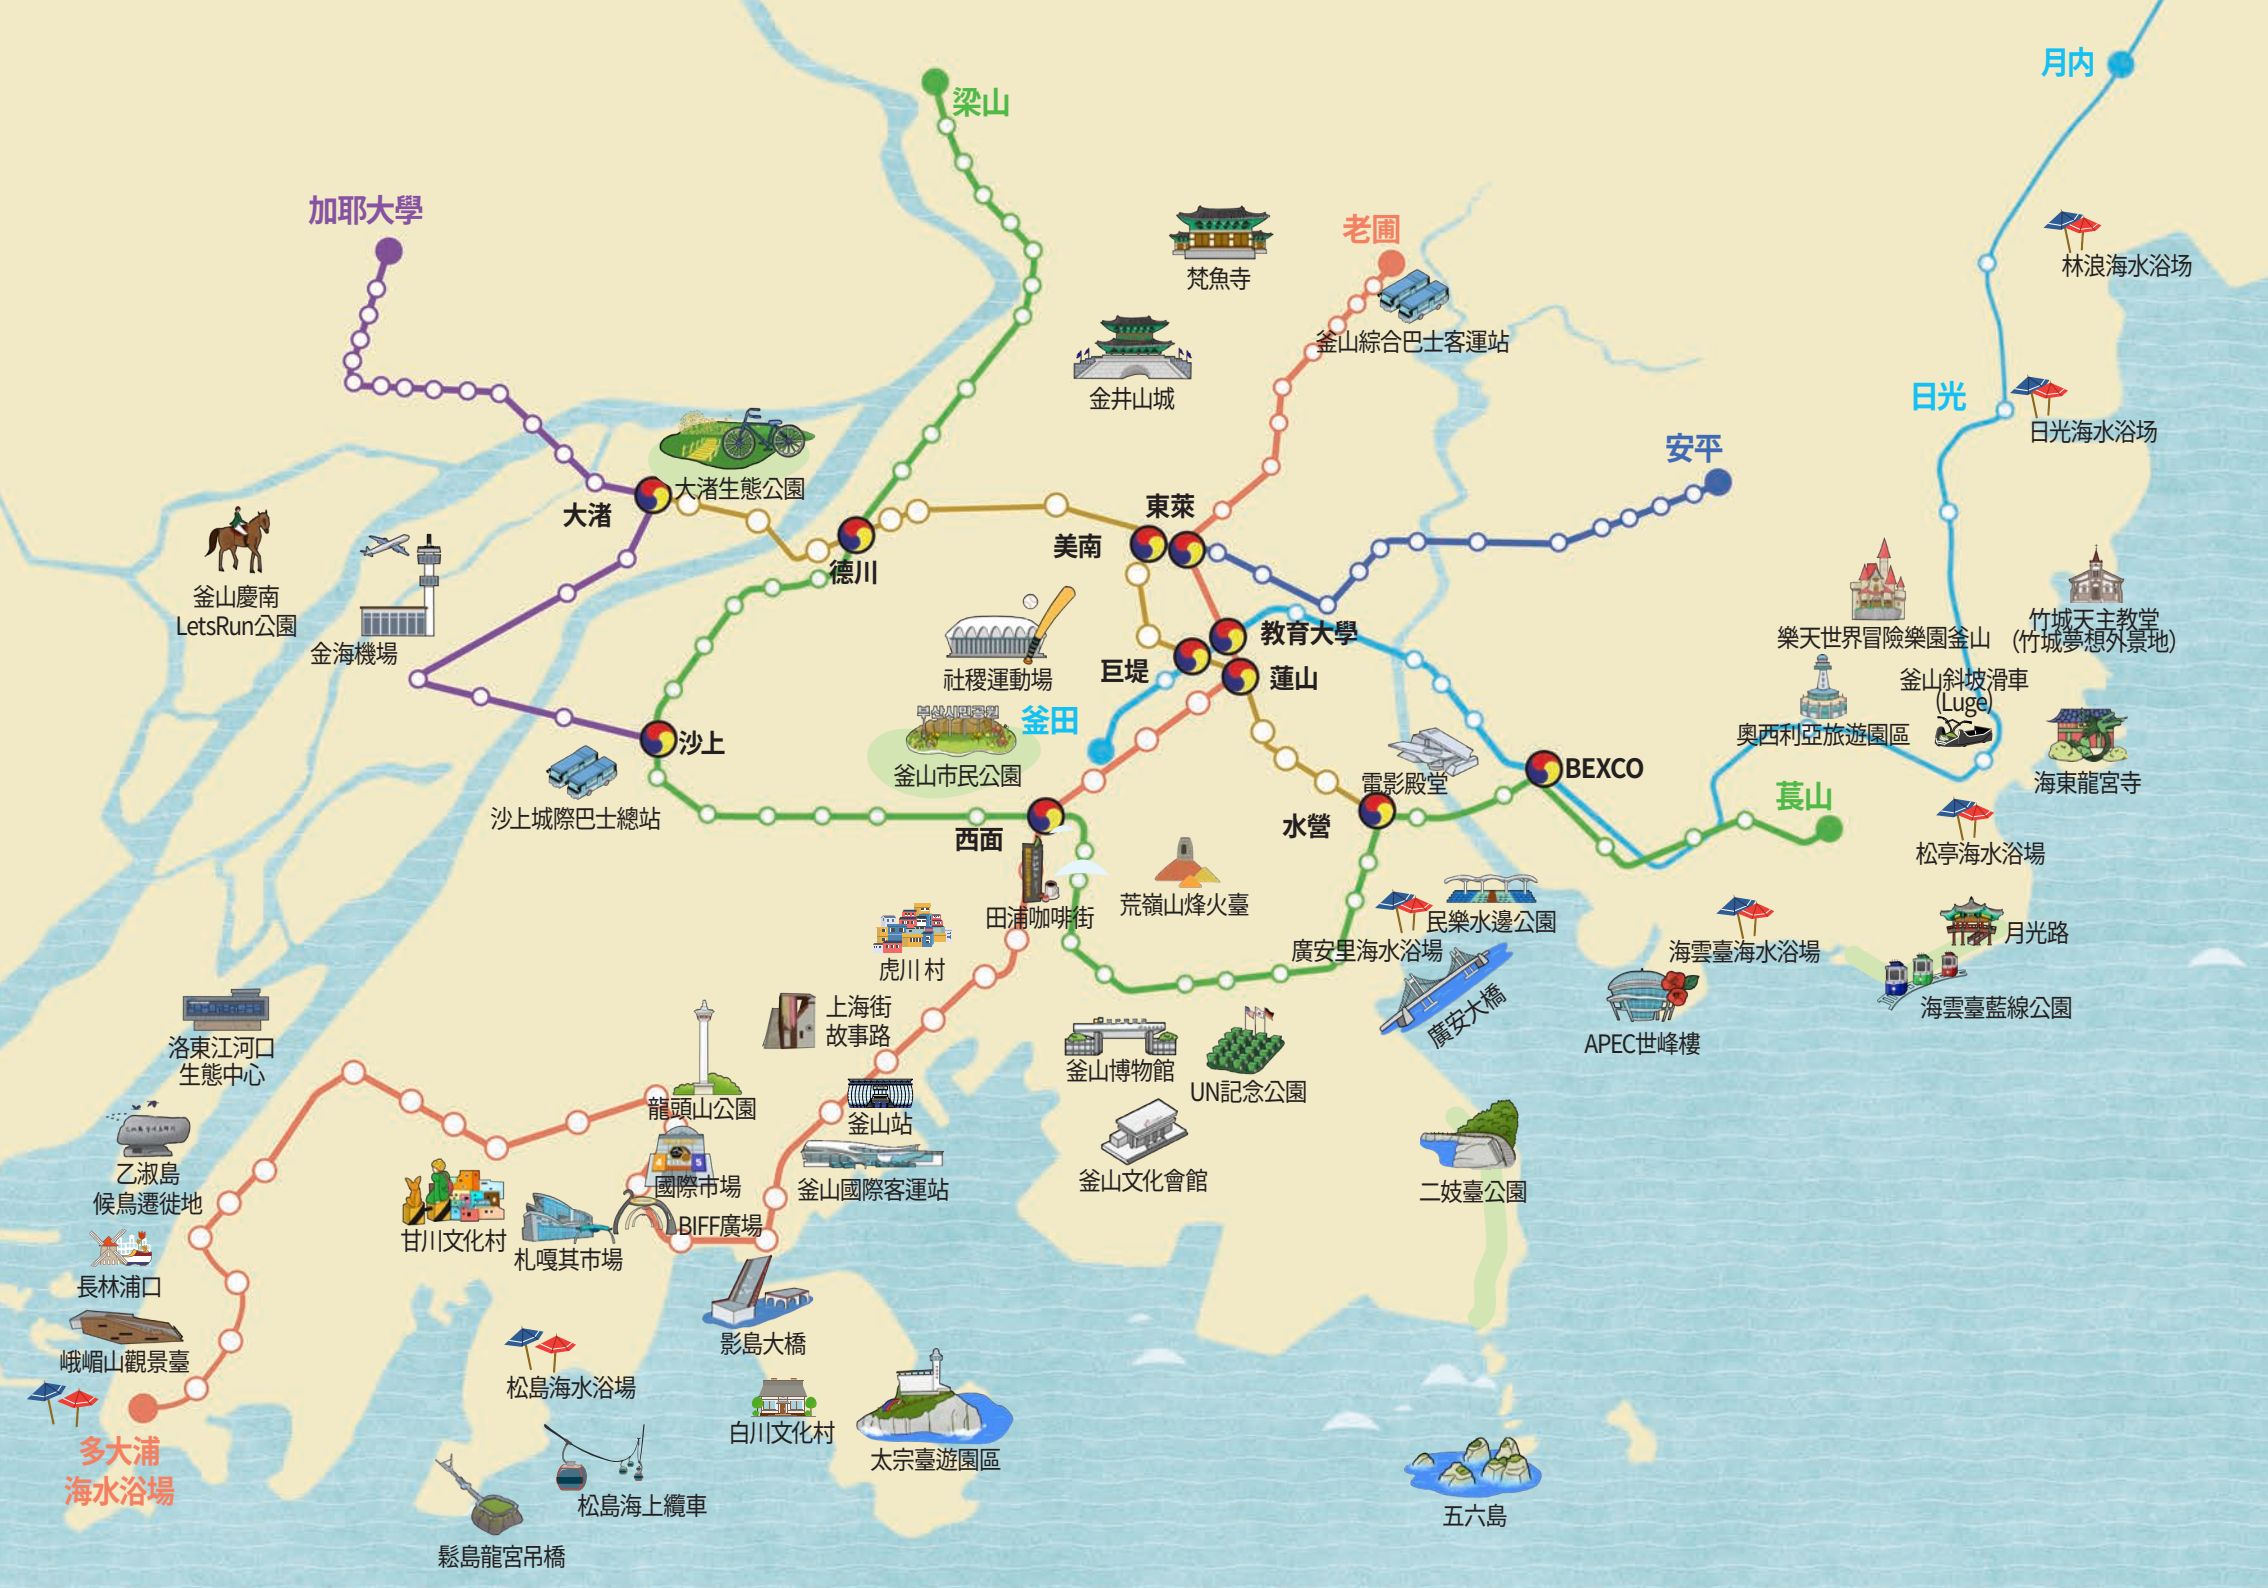 月内
梁山
加耶大學
老圃
梵魚寺
林浪海水浴场
釜山綜合巴士客運站
金井山城
日光
日光海水浴场
安平
大渚生態公園
大渚
東萊
美南
德川
釜山慶南
LetsRun公園
金海機場
社稷運動場
教育大學
巨堤
蓮山
樂天世界冒險樂園釜山
竹城天主教堂
(竹城夢想外景地)
釜山斜坡滑車
(Luge)
부산시민공원
釜山市民公園
釜田
沙上
沙上城際巴士總站
奧西利亞旅遊園區
海東龍宮寺
電影殿堂
BEXCO
萇山
西面
水營
松亭海水浴場
田浦咖啡街
荒嶺山烽火臺
廣安里海水浴場
民樂水邊公園
海雲臺海水浴場
月光路
虎川村
海雲臺藍線公園
廣安大橋
APEC世峰樓
洛東江河口
生態中心
上海街
故事路
釜山博物館
UN記念公園
龍頭山公園
釜山站
乙淑島
候鳥遷徙地
國際市場
釜山國際客運站
釜山文化會館
二妓臺公園
甘川文化村
札嘎其市場
BIFF廣場
長林浦口
影島大橋
峨嵋山觀景臺
松島海水浴場
白川文化村
太宗臺遊園區
多大浦
海水浴場
松島海上纜車
五六島
鬆島龍宮吊橋